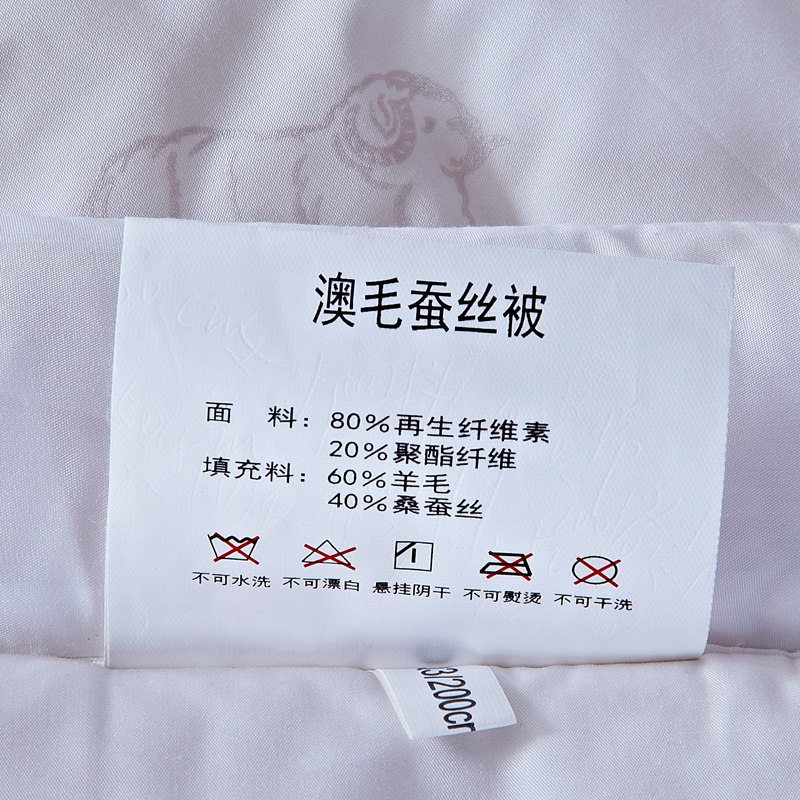 澳毛蚕丝被
面 料：80%再生纤维素
20%聚酯纤维
填充料：60%羊毛
40%桑蚕丝
不可水洗 不可漂白 悬挂阴干 不可熨烫 不可干洗
3/200cm